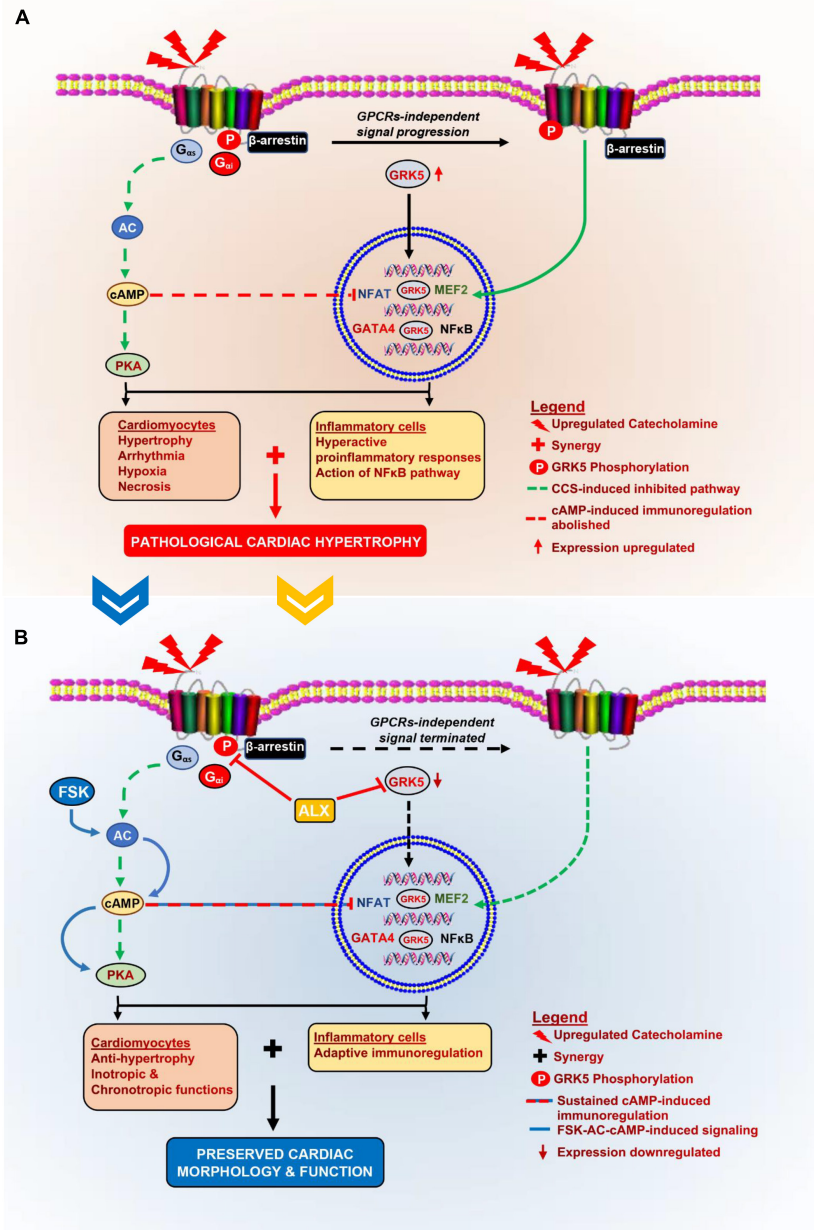 A
GPCRs-independent
signal progression
P
β-arrestin
Gαs
Gαi
P
β-arrestin
GRK5
AC
cAMP
NFAT
GRK5
MEF2
GATA4
GRK5
NFκB
PKA
Cardiomyocytes
Hypertrophy
Arrhythmia
Hypoxia
Necrosis
Inflammatory cells
Hyperactive
proinflammatory responses
Action of NFκB pathway
PATHOLOGICAL CARDIAC HYPERTROPHY
Legend
Upregulated Catecholamine
Synergy
P GRK5 Phosphorylation
CCS-induced inhibited pathway
cAMP-induced immunoregulation
abolished
Expression upregulated
B
GPCRs-independent
signal terminated
P
β-arrestin
Gαs
Gαi
GRK5
FSK
ALX
AC
cAMP
NFAT
GRK5
MEF2
GATA4
GRK5
NFκB
PKA
Cardiomyocytes
Anti-hypertrophy
Inotropic &
Chronotropic functions
Inflammatory cells
Adaptive immunoregulation
PRESERVED CARDIAC
MORPHOLOGY & FUNCTION
Legend
Upregulated Catecholamine
Synergy
P GRK5 Phosphorylation
Sustained cAMP-induced
immunoregulation
FSK-AC-cAMP-induced signaling
Expression downregulated